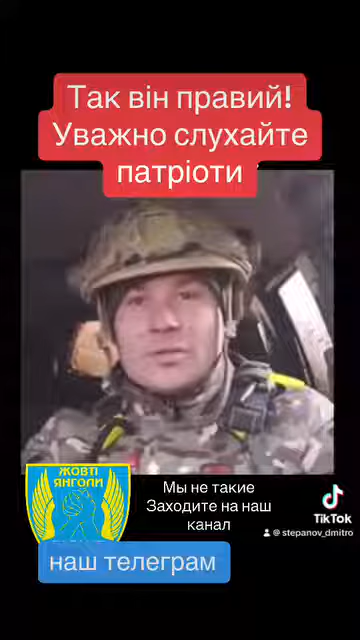 Так він правий!
Уважно слухайте
патріоти
ЖОВТІ
ЯНГОЛИ
Мы не такие
Заходите на наш
канал
TikTok
@ stepanov_dmitro
наш телеграм